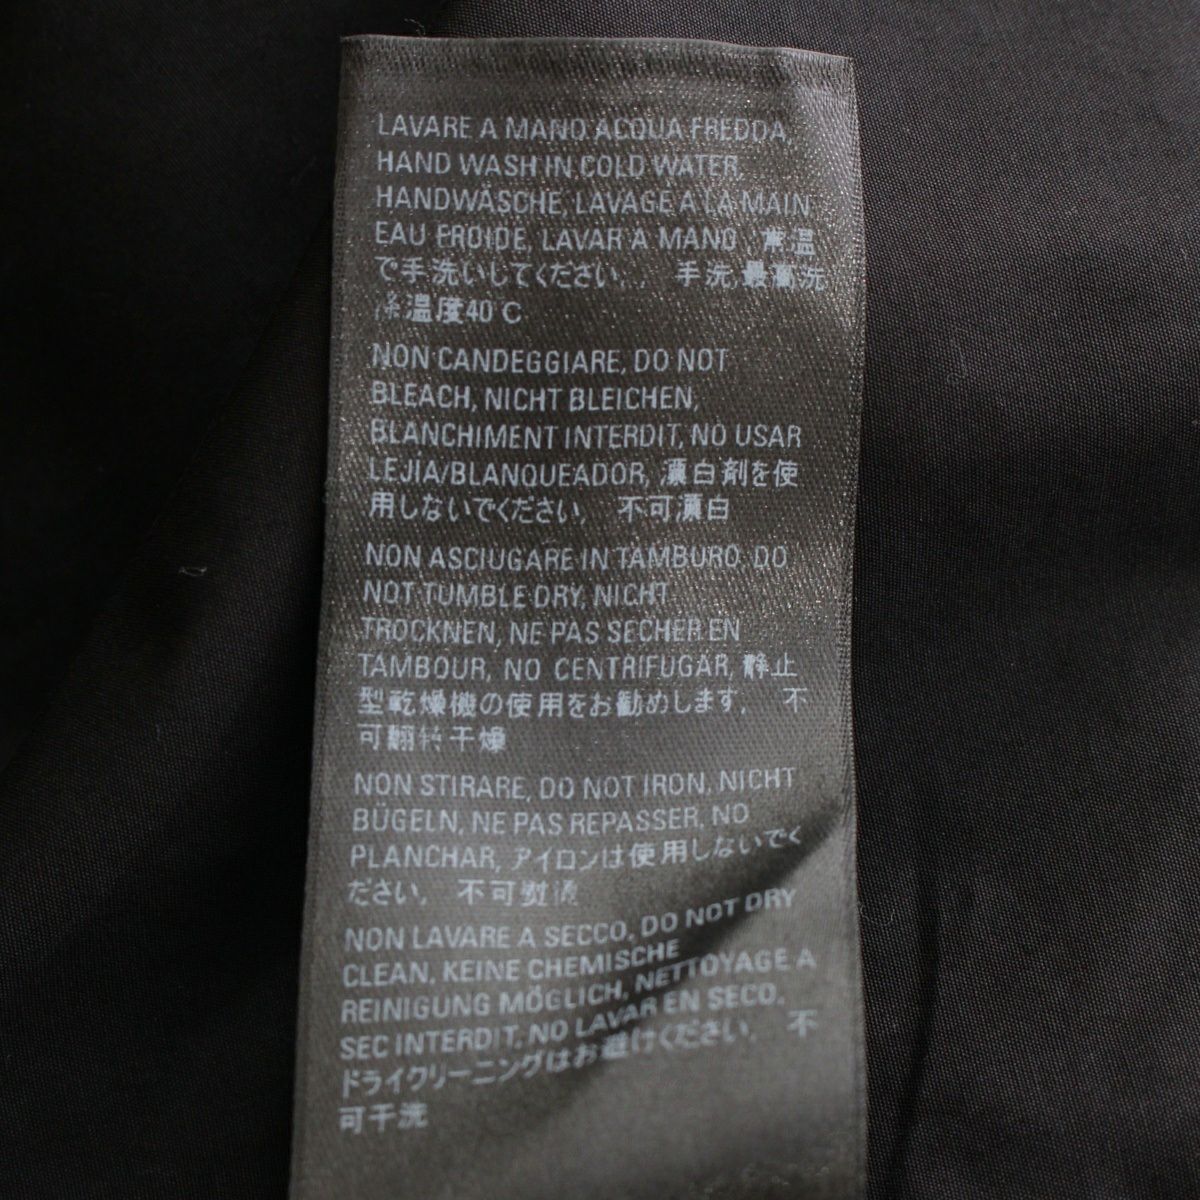 LAVARE A MANO ACQUA FREDDA,
HAND WASH IN COLD WATER,
HANDWÄSCHE, LAVAGE À LA MAIN
EAU FROIDE, LAVAR A MANO, 常温
で手洗いしてください.. 手洗,最高洗
涤温度40℃
NON CANDEGGIARE, DO NOT
BLEACH, NICHT BLEICHEN,
BLANCHIMENT INTERDIT, NO USAR
LEJIA/BLANQUEADOR, 漂白剤を使
用しないでください. 不可漂白
NON ASCIUGARE IN TAMBURO, DO
NOT TUMBLE DRY, NICHT
TROCKNEN, NE PAS SECHER EN
TAMBOUR, NO CENTRIFUGAR, 静止
型乾燥機の使用をお勧めします. 不
可翻转干燥
NON STIRARE, DO NOT IRON, NICHT
BÜGELN, NE PAS REPASSER, NO
PLANCHAR, アイロンは使用しないでく
ださい. 不可熨烫
NON LAVARE A SECCO, DO NOT DRY
CLEAN, KEINE CHEMISCHE
REINIGUNG MÖGLICH, NETTOYAGE A
SEC INTERDIT, NO LAVAR EN SECO,
ドライクリーニングはお避けください. 不
可干洗